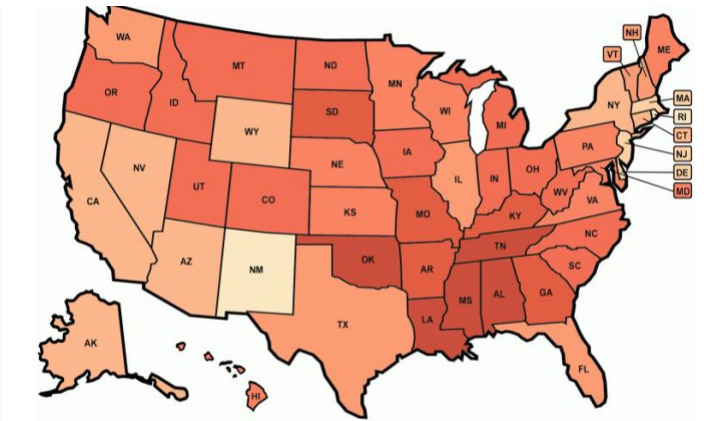 NH
WA
VT
ME
MT
ND
MN
OR
ID
SD
WI
MI
NY
MA
RI
CT
NJ
DE
MD
WY
IA
PA
NE
OH
NV
IL
IN
UT
CO
WV
VA
CA
KS
MO
KY
NC
TN
AZ
NM
OK
AR
SC
MS
AL
GA
LA
TX
AK
FL
HI